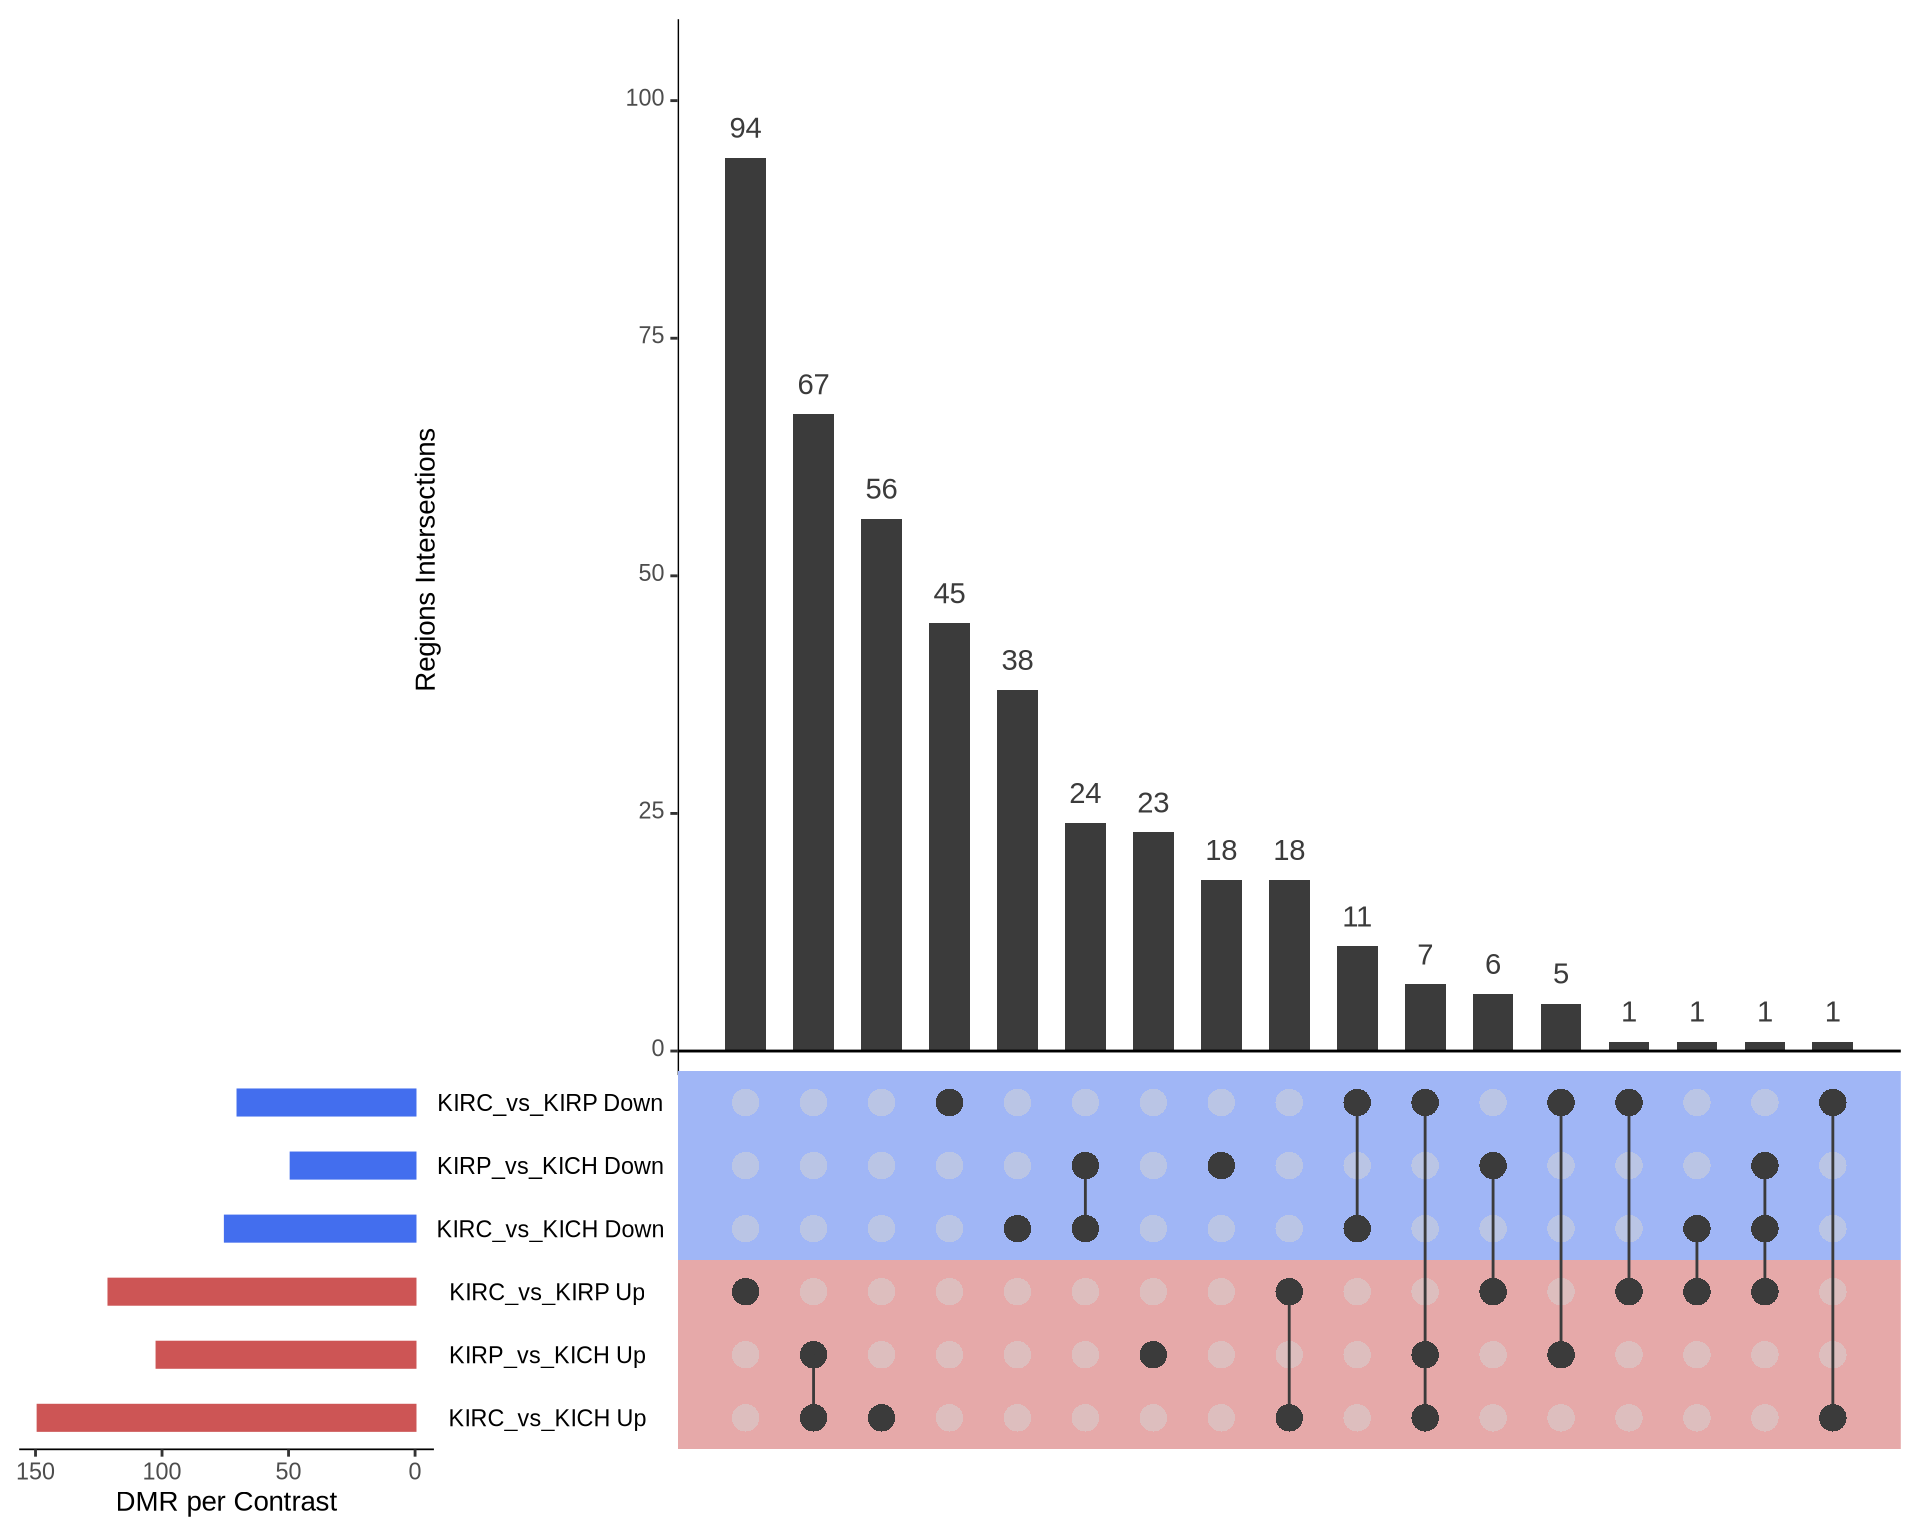 100
75
50
25
0
Regions Intersections
94
67
56
45
38
24
23
18
18
11
7
6
5
1
1
1
1
KIRC_vs_KIRP Down
KIRP_vs_KICH Down
KIRC_vs_KICH Down
KIRC_vs_KIRP Up
KIRP_vs_KICH Up
KIRC_vs_KICH Up
150 100 50 0
DMR per Contrast